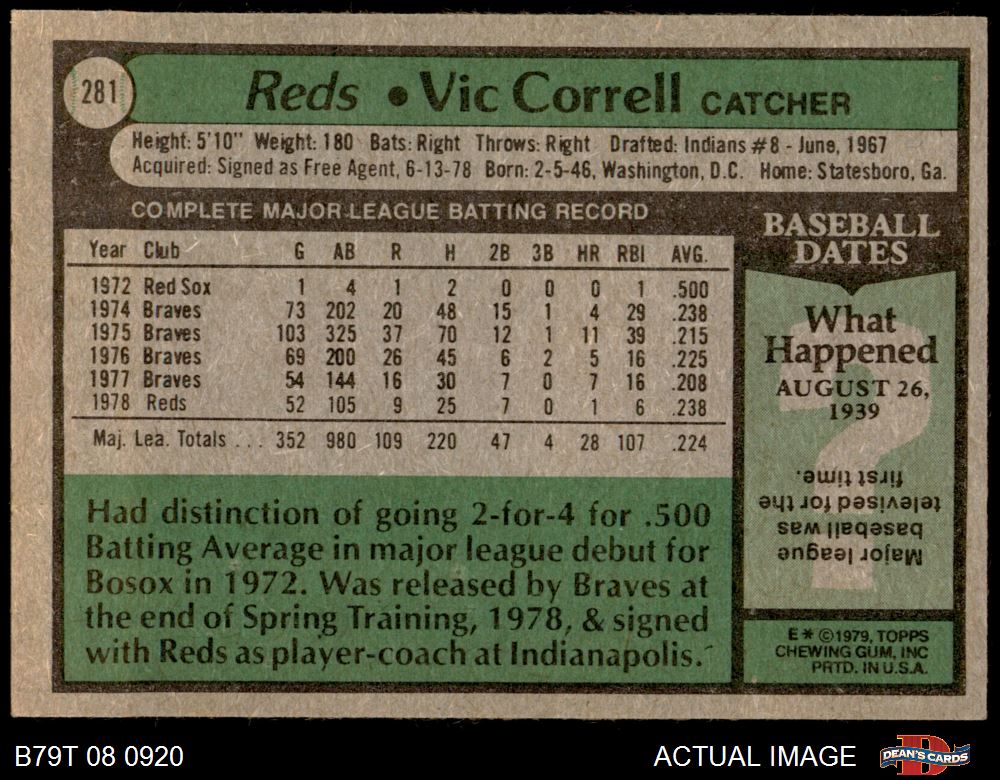 281
Reds • Vic Correll CATCHER
Height: 5'10" Weight: 180 Bats: Right Throws: Right Drafted: Indians #8 - June, 1967
Acquired: Signed as Free Agent, 6-13-78 Born: 2-5-46, Washington, D.C. Home: Statesboro, Ga.
COMPLETE MAJOR LEAGUE BATTING RECORD
Year Club G AB R H 2B 3B HR RBI AVG.
1972 Red Sox 1 4 1 2 0 0 0 1 .500
1974 Braves 73 202 20 48 15 1 4 29 .238
1975 Braves 103 325 37 70 12 1 11 39 .215
1976 Braves 69 200 26 45 6 2 5 16 .225
1977 Braves 54 144 16 30 7 0 7 16 .208
1978 Reds 52 105 9 25 7 0 1 6 .238
Maj. Lea. Totals ... 352 980 109 220 47 4 28 107 .224
Had distinction of going 2-for-4 for .500
Batting Average in major league debut for
Bosox in 1972. Was released by Braves at
the end of Spring Training, 1978, & signed
with Reds as player-coach at Indianapolis.
BASEBALL
DATES
What
Happened
AUGUST 26,
1939
?
Major league
baseball was
televised for the
first time.
E* ©1979, TOPPS
CHEWING GUM, INC
PRTD. IN U.S.A.
B79T 08 0920
ACTUAL IMAGE
D
DEAN'S CARDS